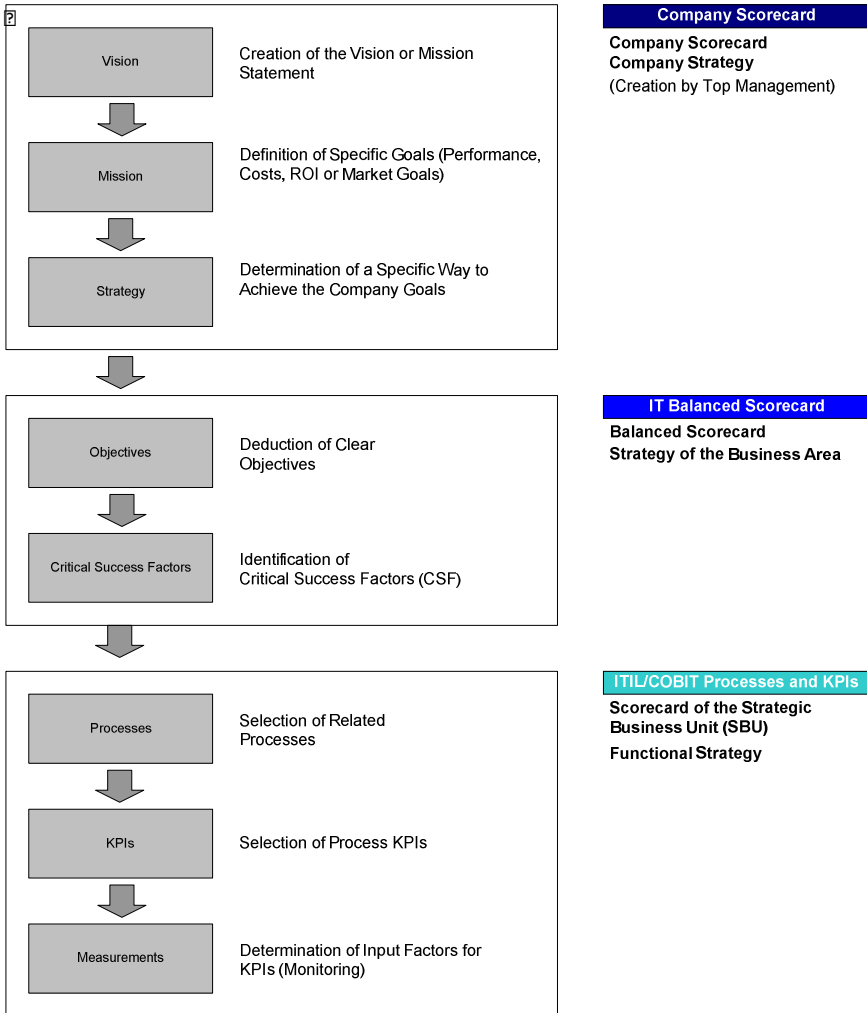 Vision
Creation of the Vision or Mission
Statement
Mission
Definition of Specific Goals (Performance,
Costs, ROI or Market Goals)
Strategy
Determination of a Specific Way to
Achieve the Company Goals
Company Scorecard
Company Scorecard
Company Strategy
(Creation by Top Management)
Objectives
Deduction of Clear
Objectives
Critical Success Factors
Identification of
Critical Success Factors (CSF)
IT Balanced Scorecard
Balanced Scorecard
Strategy of the Business Area
Processes
Selection of Related
Processes
KPIs
Selection of Process KPIs
Measurements
Determination of Input Factors for
KPIs (Monitoring)
ITIL/COBIT Processes and KPIs
Scorecard of the Strategic
Business Unit (SBU)
Functional Strategy